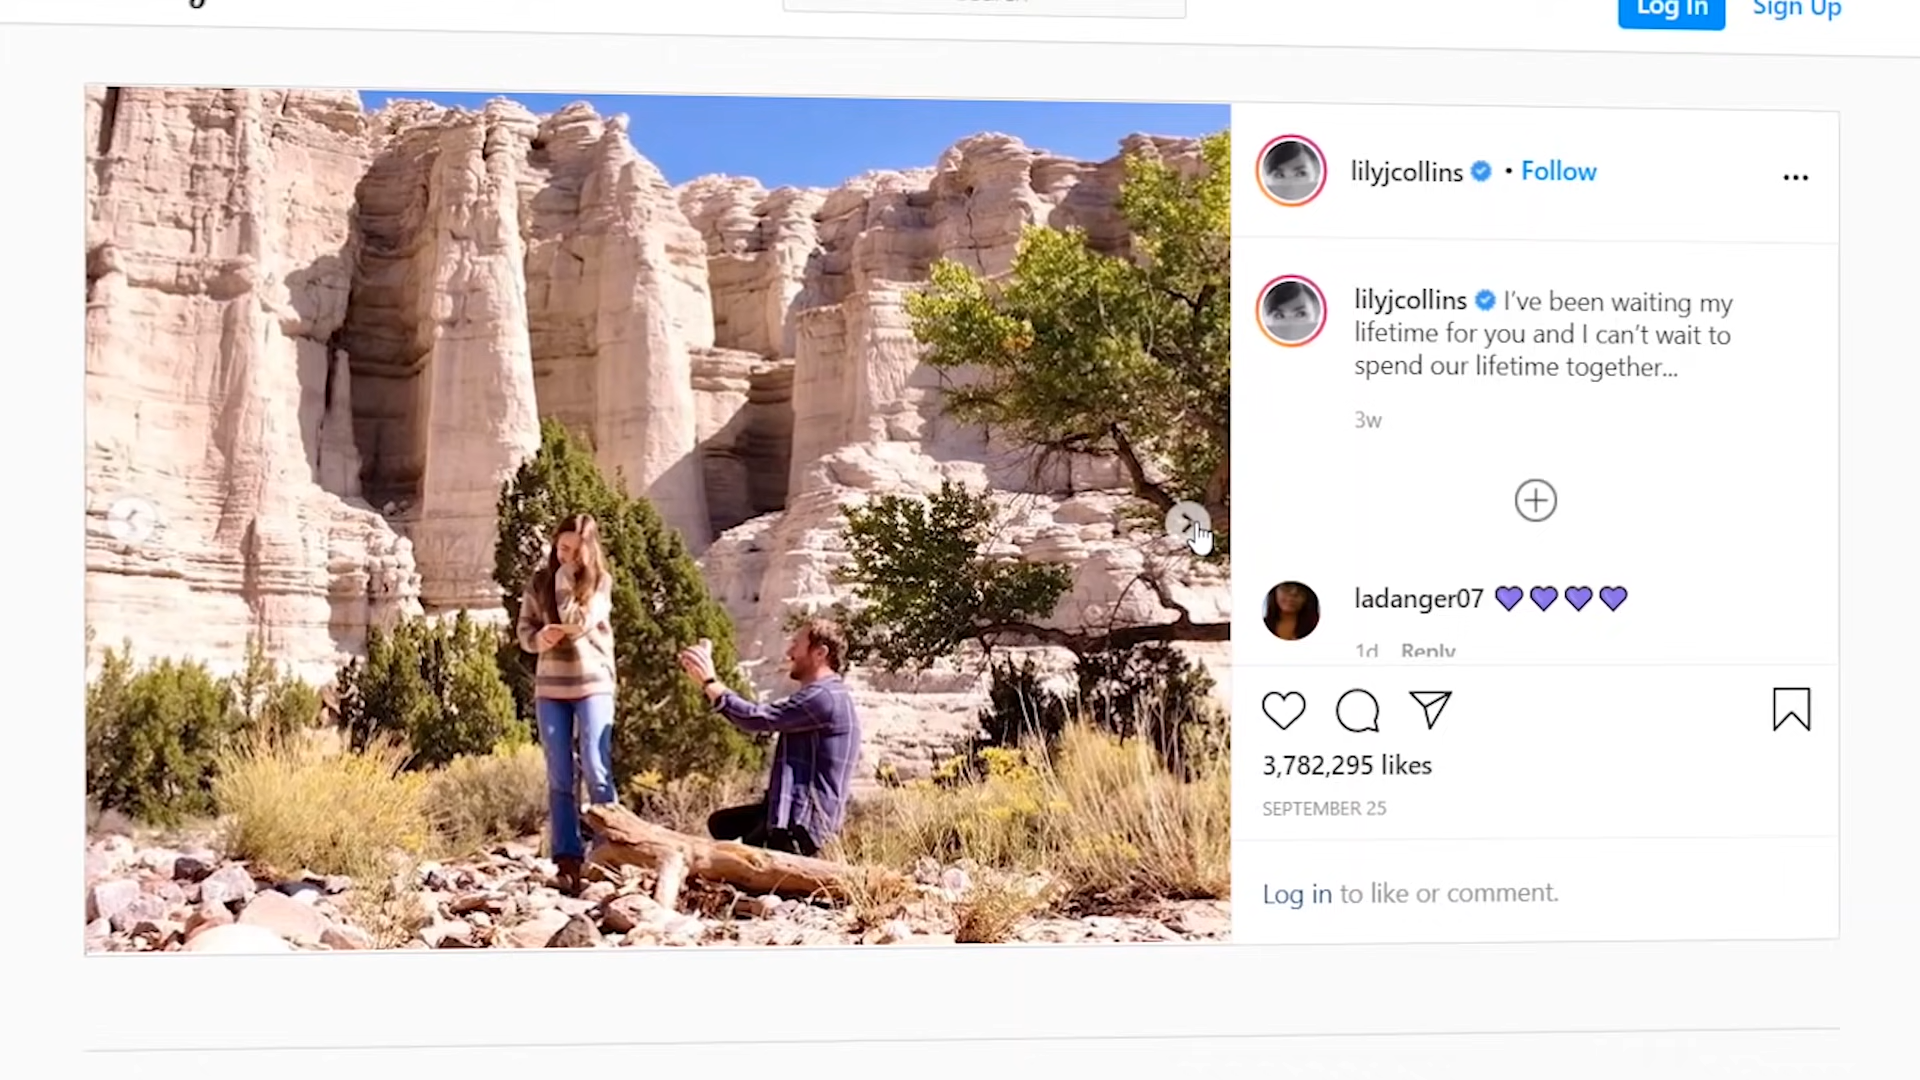 Log In
Sign Up
lilyjcollins • Follow
lilyjcollins I’ve been waiting my
lifetime for you and I can’t wait to
spend our lifetime together...
3w
ladanger07 💜💜💜💜
1d Reply
3,782,295 likes
SEPTEMBER 25
Log in to like or comment.